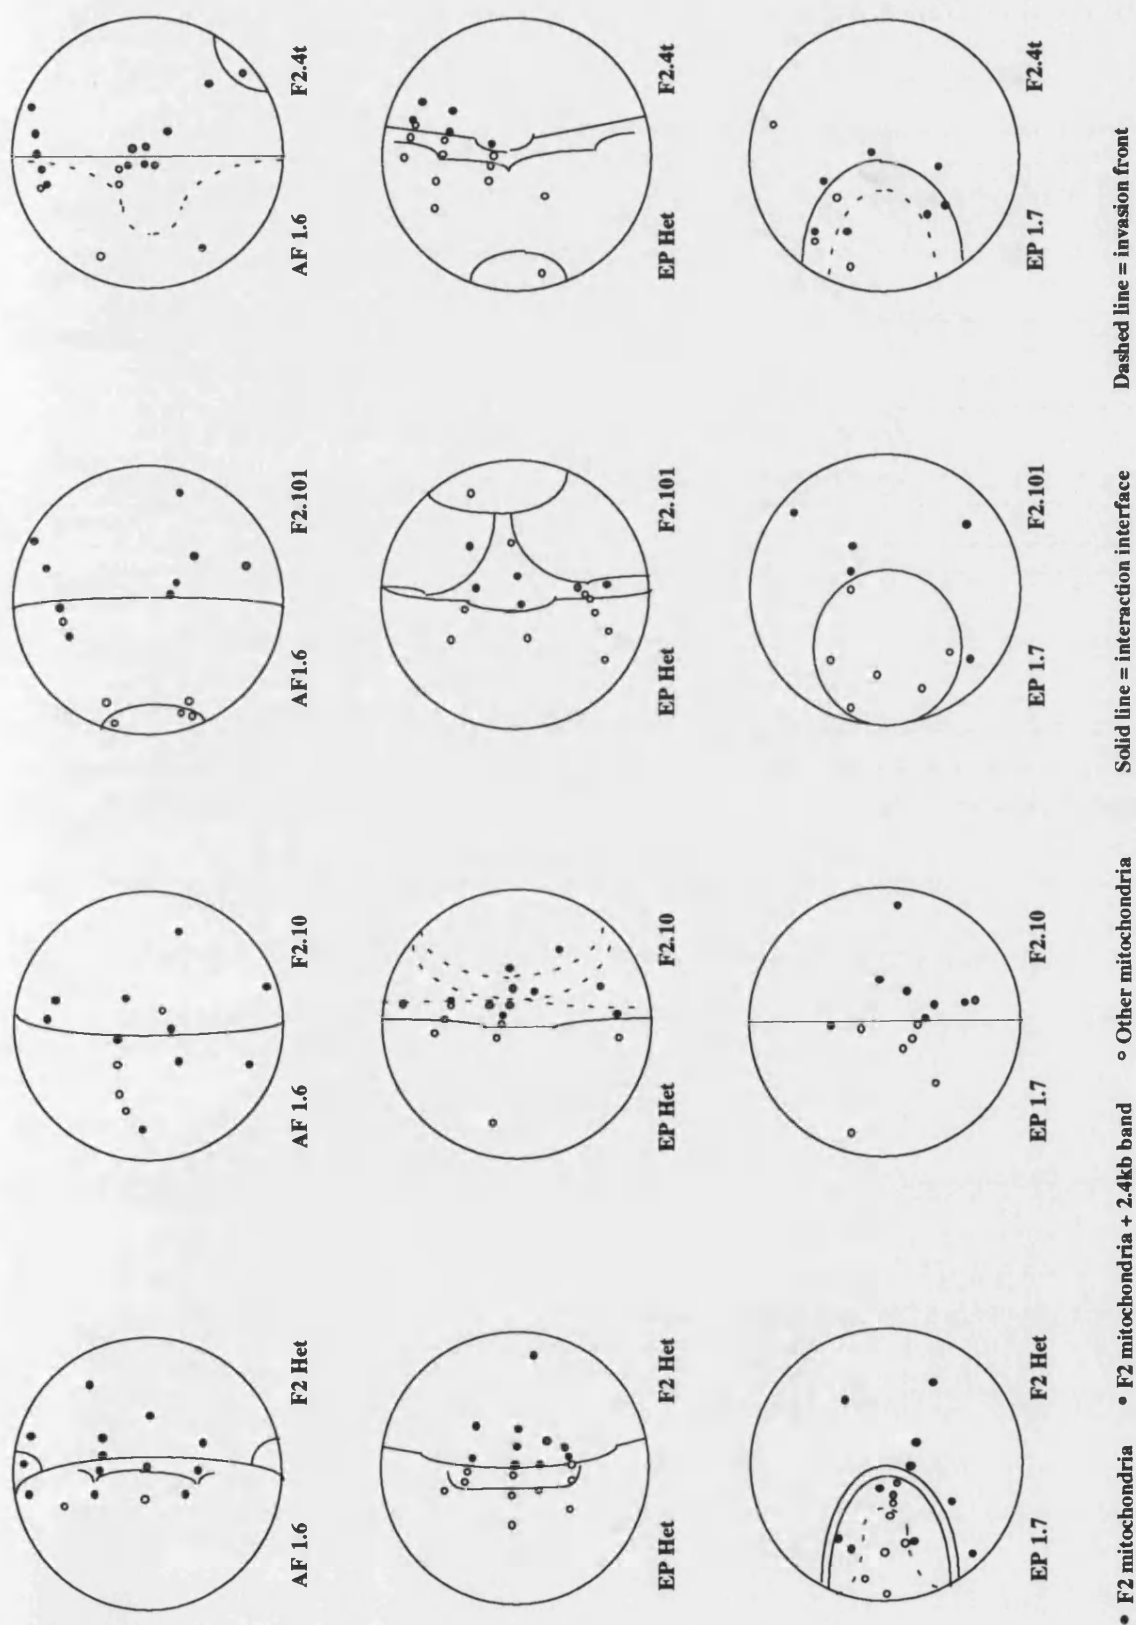 AF 1.6 F2 Het AF 1.6 F2.10 AF1.6 F2.101 AF 1.6 F2.4t
EP Het F2 Het EP Het F2.10 EP Het F2.101 EP Het F2.4t
EP 1.7 F2 Het EP 1.7 F2.10 EP 1.7 F2.101 EP 1.7 F2.4t
• F2 mitochondria • F2 mitochondria + 2.4kb band ○ Other mitochondria Solid line = interaction interface Dashed line = invasion front